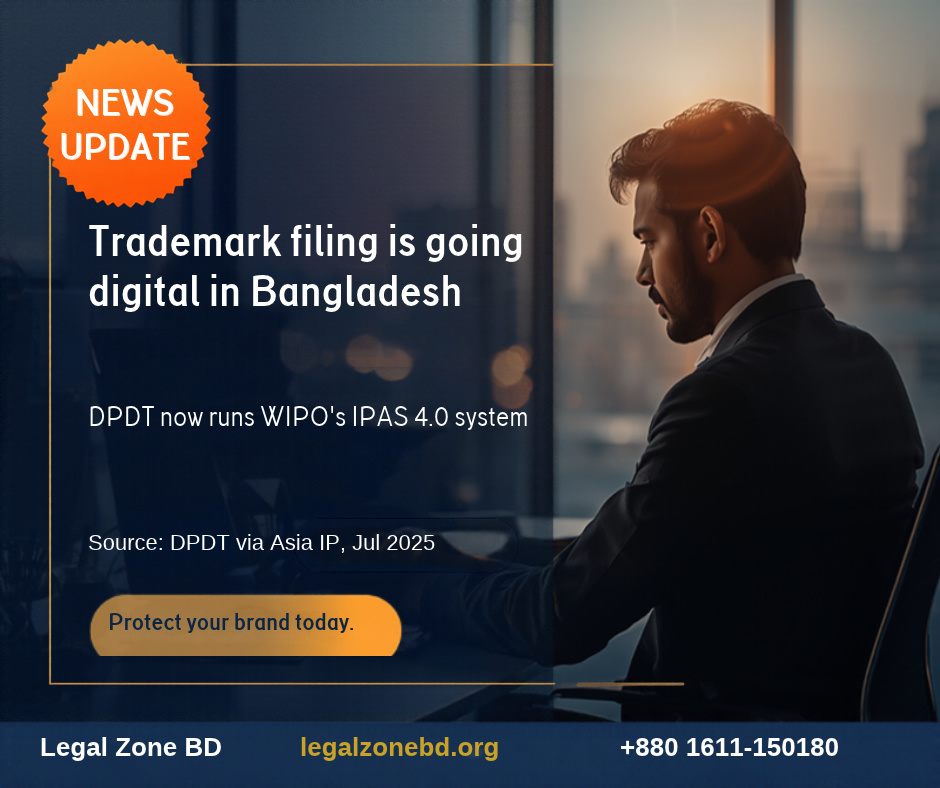 NEWS
UPDATE
Trademark filing is going
digital in Bangladesh
DPDT now runs WIPO's IPAS 4.0 system
Source: DPDT via Asia IP, Jul 2025
Protect your brand today.
Legal Zone BD
legalzonebd.org
+880 1611-150180